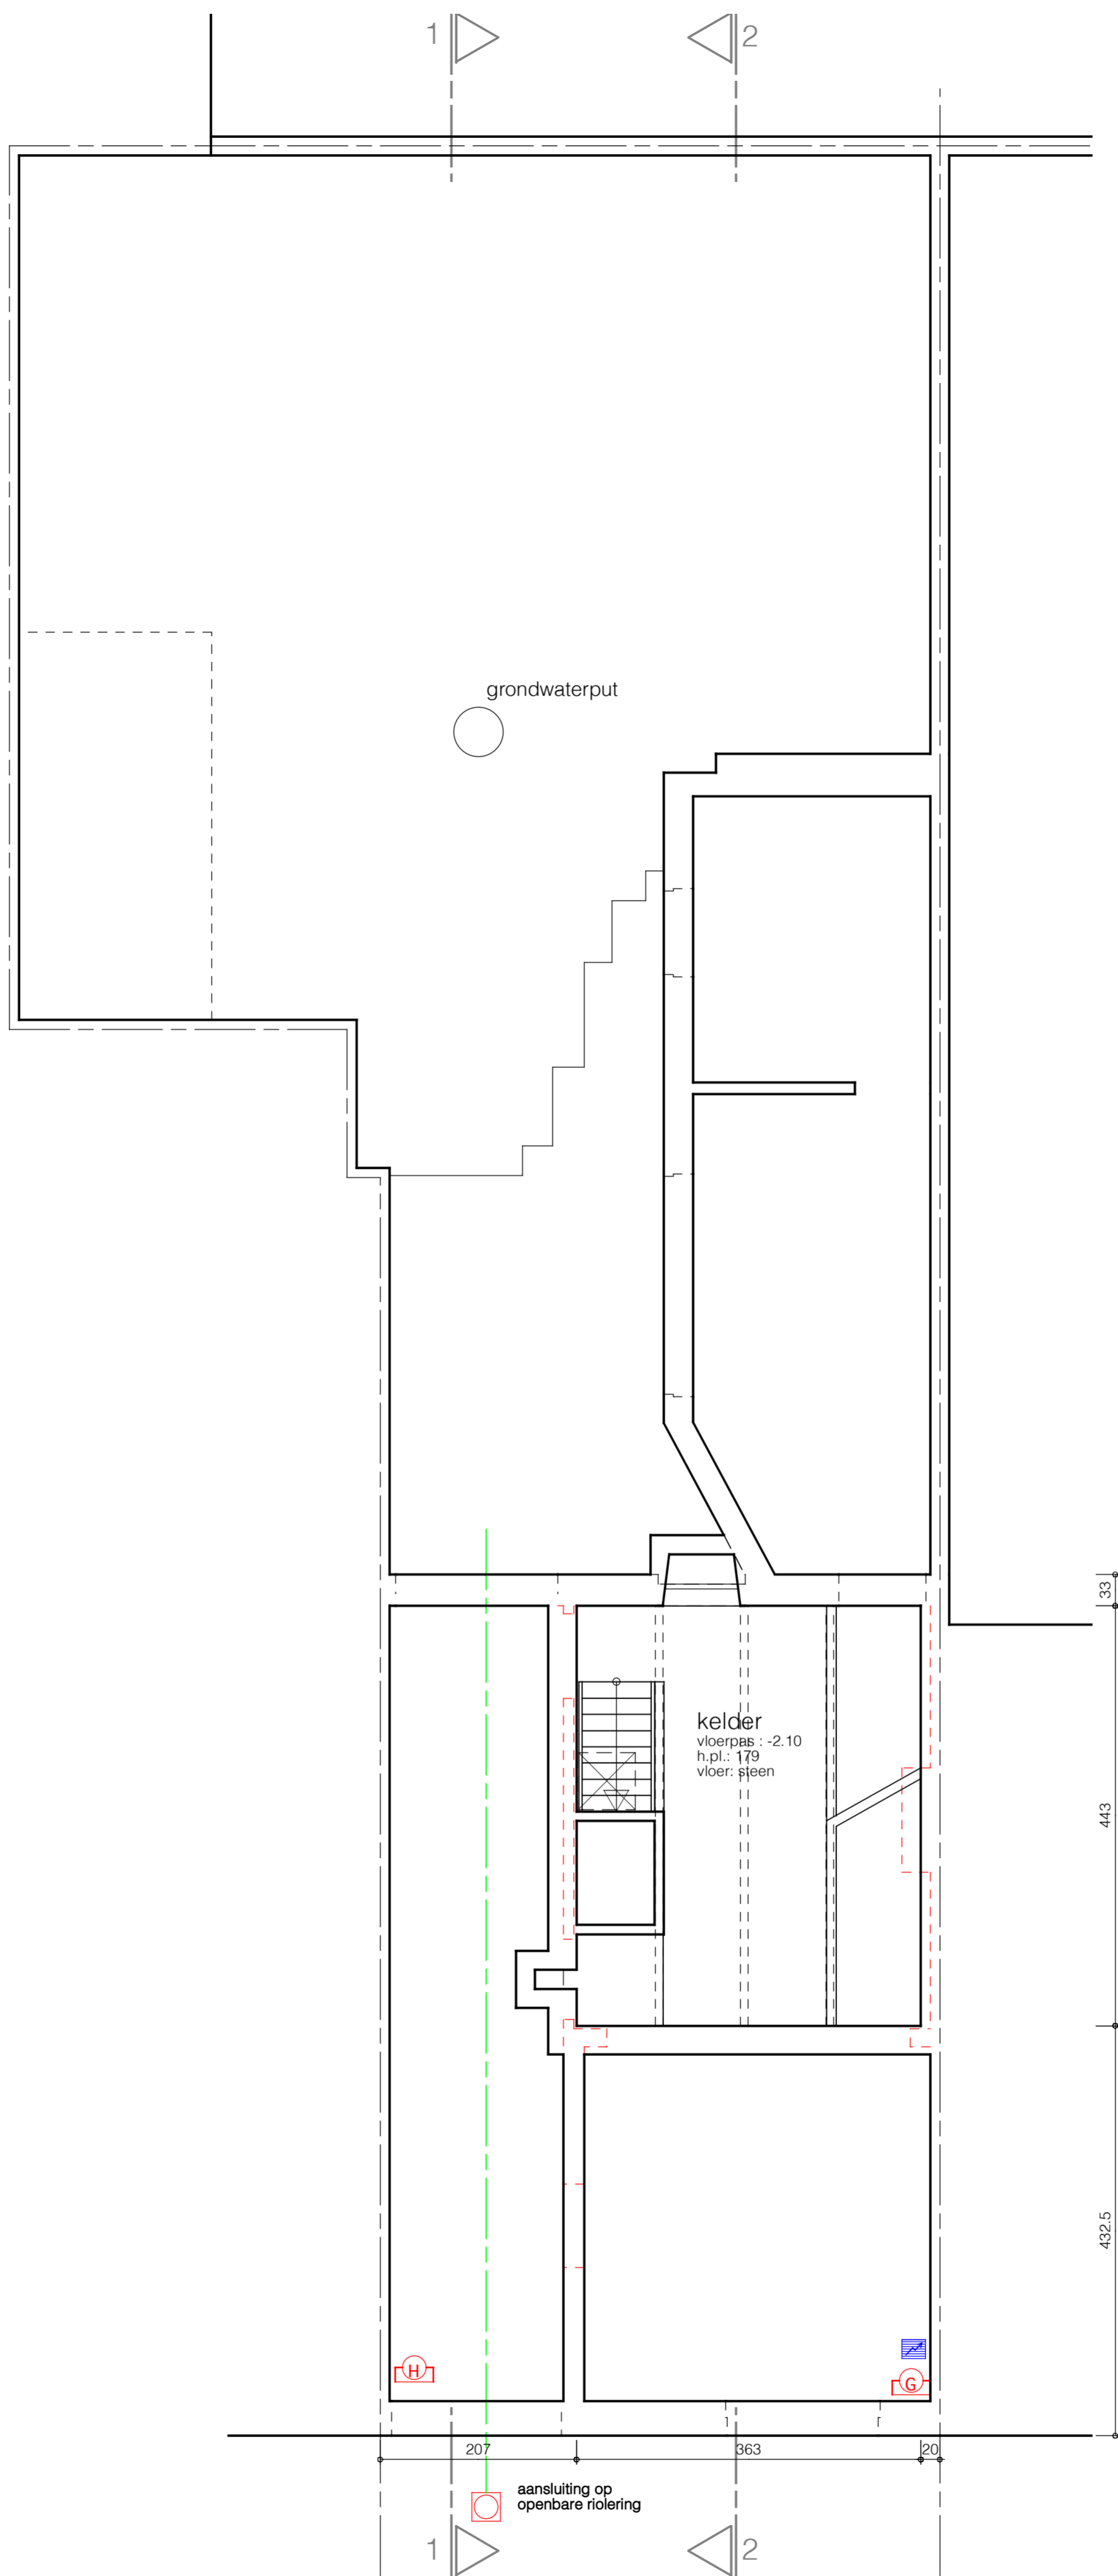 1
2
grondwaterput
33
kelder
vloerpas : -2.10
h.pl.: 179
vloer: steen
443
432.5
H
G
207
363
20
aansluiting op
openbare riolering
1
2